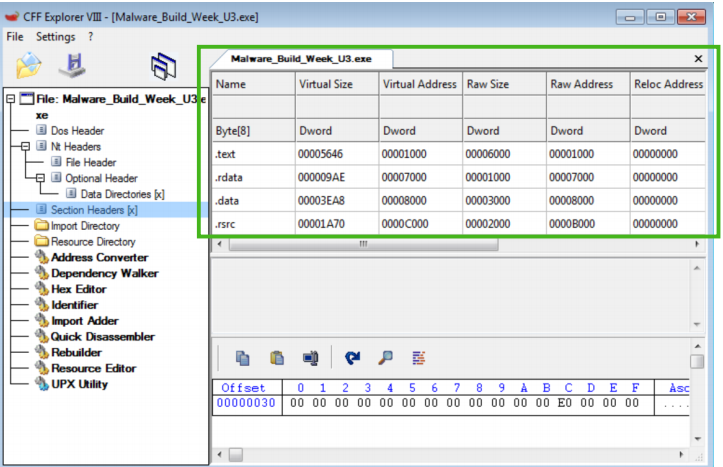 CFF Explorer VIII - [Malware_Build_Week_U3.exe]
File Settings ?
Malware_Build_Week_U3.exe
File: Malware_Build_Week_U3.e
xe
Dos Header
Nt Headers
File Header
Optional Header
Data Directories [x]
Section Headers [x]
Import Directory
Resource Directory
Address Converter
Dependency Walker
Hex Editor
Identifier
Import Adder
Quick Disassembler
Rebuilder
Resource Editor
UPX Utility
Name Virtual Size Virtual Address Raw Size Raw Address Reloc Address
Byte[8] Dword Dword Dword Dword Dword
.text 00005646 00001000 00006000 00001000 00000000
.rdata 000009AE 00007000 00001000 00007000 00000000
.data 00003EA8 00008000 00003000 00008000 00000000
.rsrc 00001A70 0000C000 00002000 0000B000 00000000
Offset 0 1 2 3 4 5 6 7 8 9 A B C D E F Asc
00000030 00 00 00 00 00 00 00 00 00 00 00 00 E0 00 00 00 ....